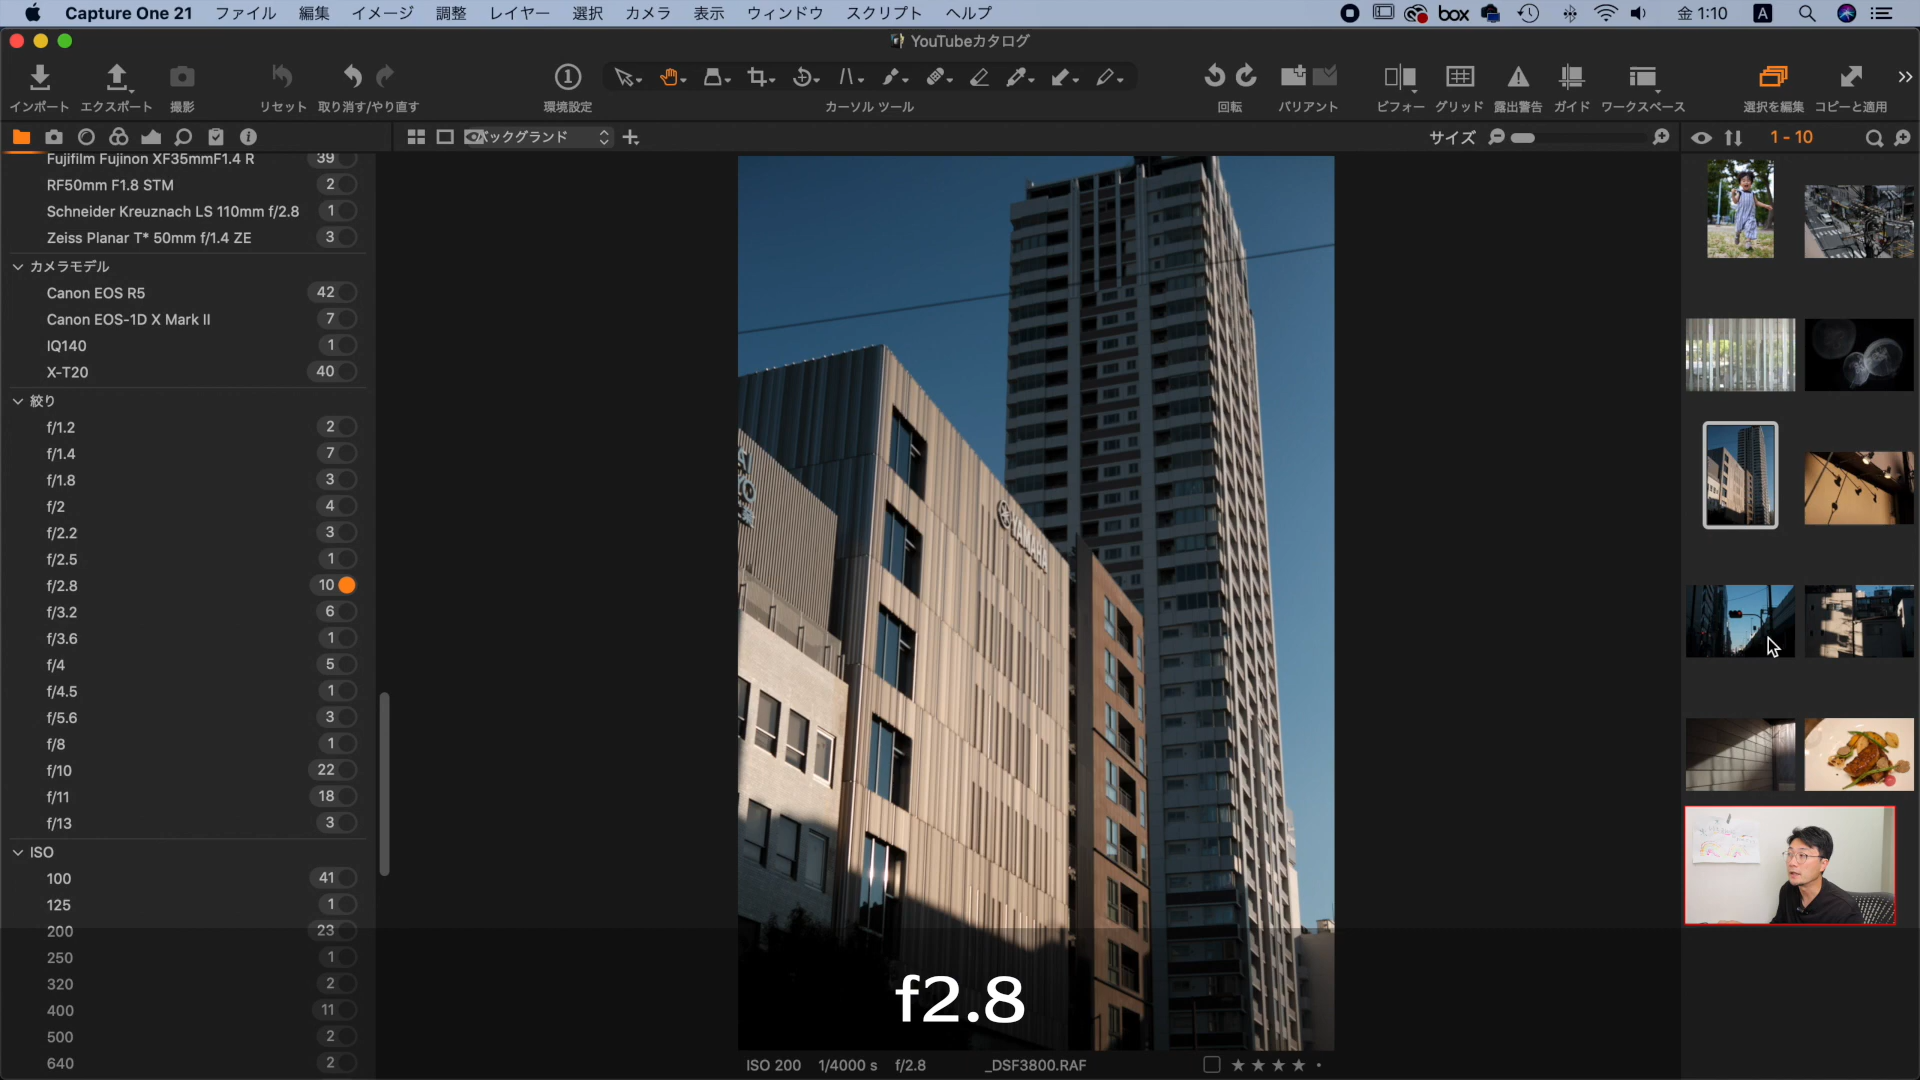 Capture One 21 ファイル 編集 イメージ 調整 レイヤー 選択 カメラ 表示 ウィンドウ スクリプト ヘルプ box 金 1:10 A
YouTubeカタログ
インポート エクスポート 撮影 リセット 取り消す/やり直す 環境設定 カーソル ツール 回転 バリアント ビフォー グリッド 露出警告 ガイド ワークスペース 選択を編集 コピーと適用
バックグランド サイズ 1 - 10
Fujifilm Fujinon XF35mmF1.4 R 39
RF50mm F1.8 STM 2
Schneider Kreuznach LS 110mm f/2.8 1
Zeiss Planar T* 50mm f/1.4 ZE 3
カメラモデル
Canon EOS R5 42
Canon EOS-1D X Mark II 7
IQ140 1
X-T20 40
絞り
f/1.2 2
f/1.4 7
f/1.8 3
f/2 4
f/2.2 3
f/2.5 1
f/2.8 10
f/3.2 6
f/3.6 1
f/4 5
f/4.5 1
f/5.6 3
f/8 1
f/10 22
f/11 18
f/13 3
ISO
100 41
125 1
200 23
250 1
320 2
400 11
500 2
640 2
YAMAHA
f2.8
ISO 200 1/4000 s f/2.8 _DSF3800.RAF